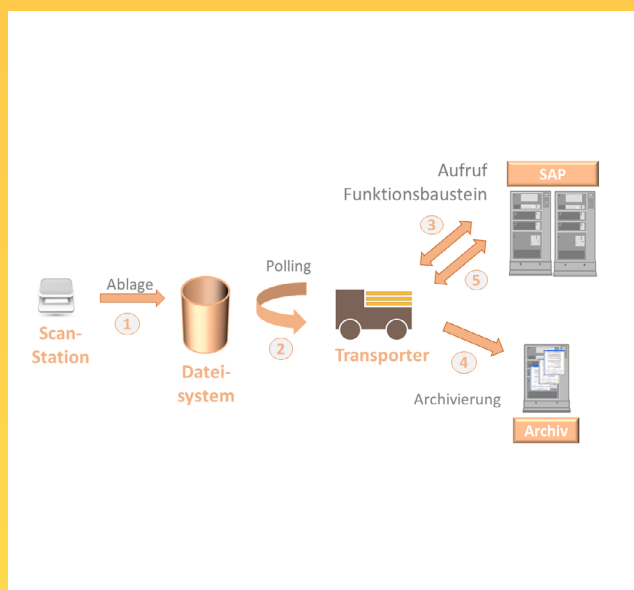 Aufruf
Funktionsbaustein
SAP
3
5
Ablage
1
Polling
2
Scan-
Station
Datei-
system
Transporter
4
Archivierung
Archiv